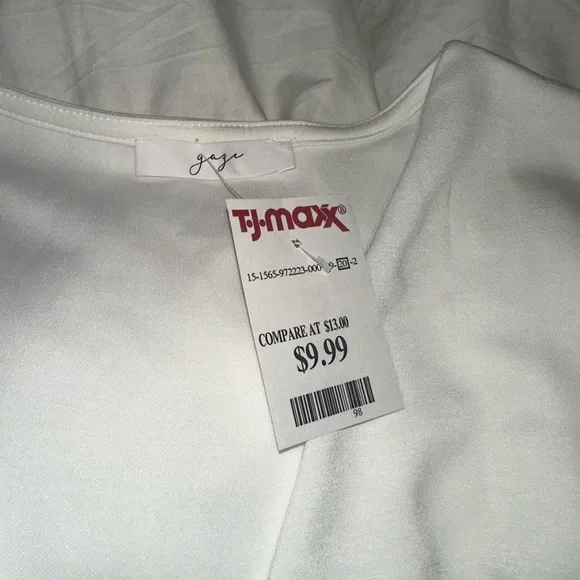 gaze
T·J·maxx®
15-1565-972223-000 9-20-2
COMPARE AT $13.00
$9.99
98